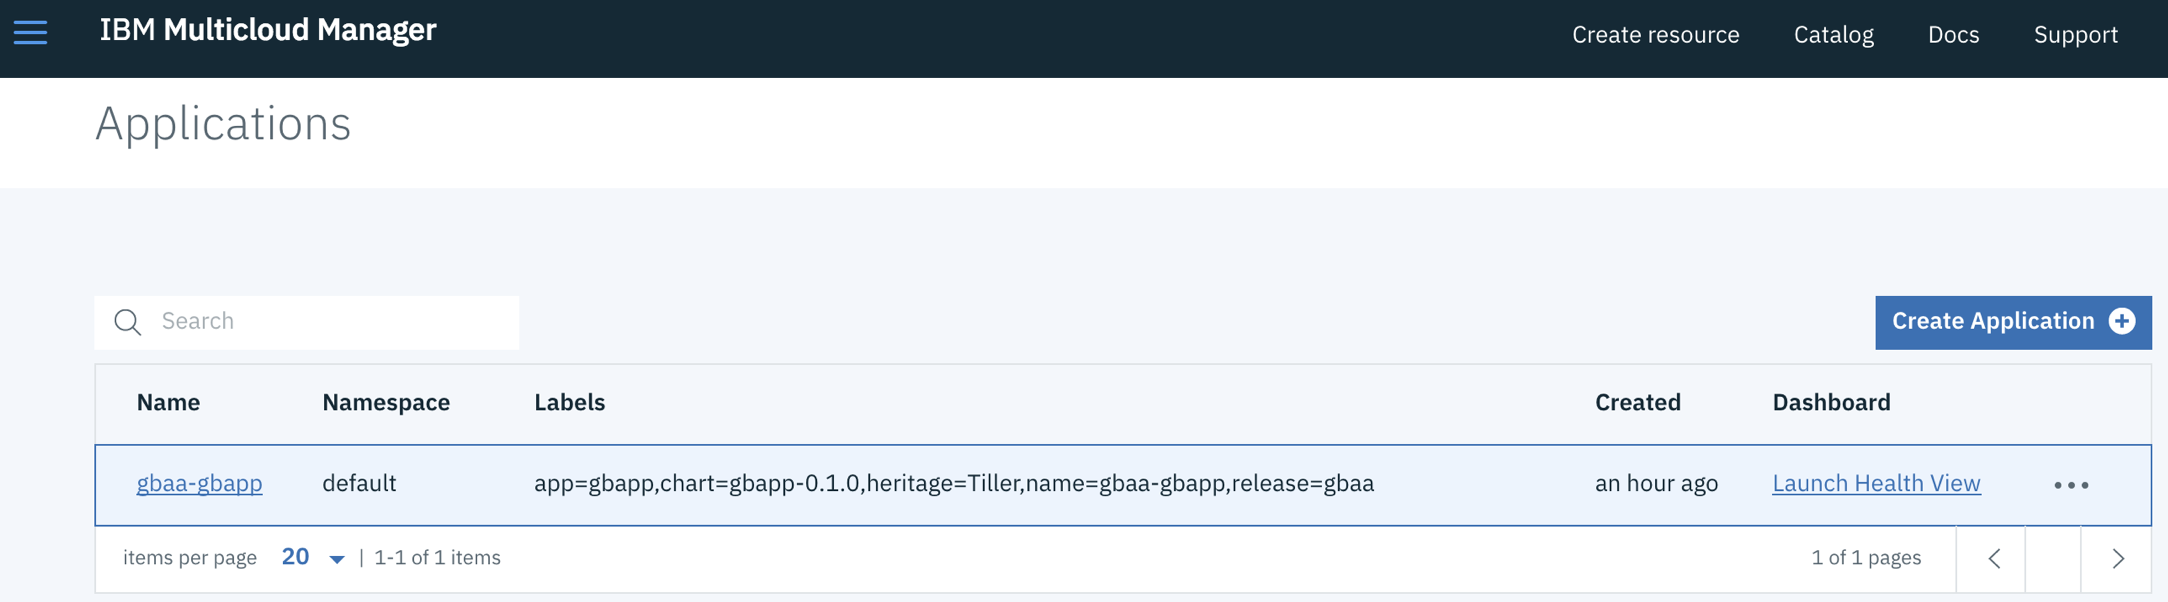 IBM Multicloud Manager
Create resource Catalog Docs Support
Applications
Search
Create Application
Name Namespace Labels Created Dashboard
gbaa-gbapp default app=gbapp,chart=gbapp-0.1.0,heritage=Tiller,name=gbaa-gbapp,release=gbaa an hour ago Launch Health View
items per page 20 | 1-1 of 1 items 1 of 1 pages